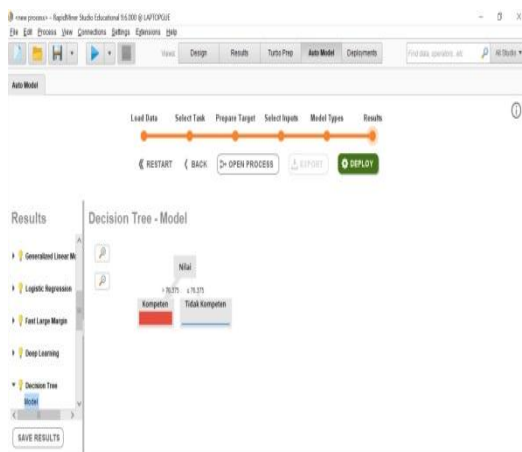 <new process> - RapidMiner Studio Educational 9.6.000 @ LAPTOP
File Edit Process View Connections Settings Extensions Help
Views: Design Results Turbo Prep Auto Model Deployments Find data, operators...etc All Studio
Auto Model
Load Data Select Task Prepare Target Select Inputs Model Types Results
RESTART BACK OPEN PROCESS EXPORT DEPLOY
Results
Decision Tree - Model
Generalized Linear Mo
Logistic Regression
Fast Large Margin
Deep Learning
Decision Tree
Model
Nilai
Kompeten Tidak Kompeten
SAVE RESULTS